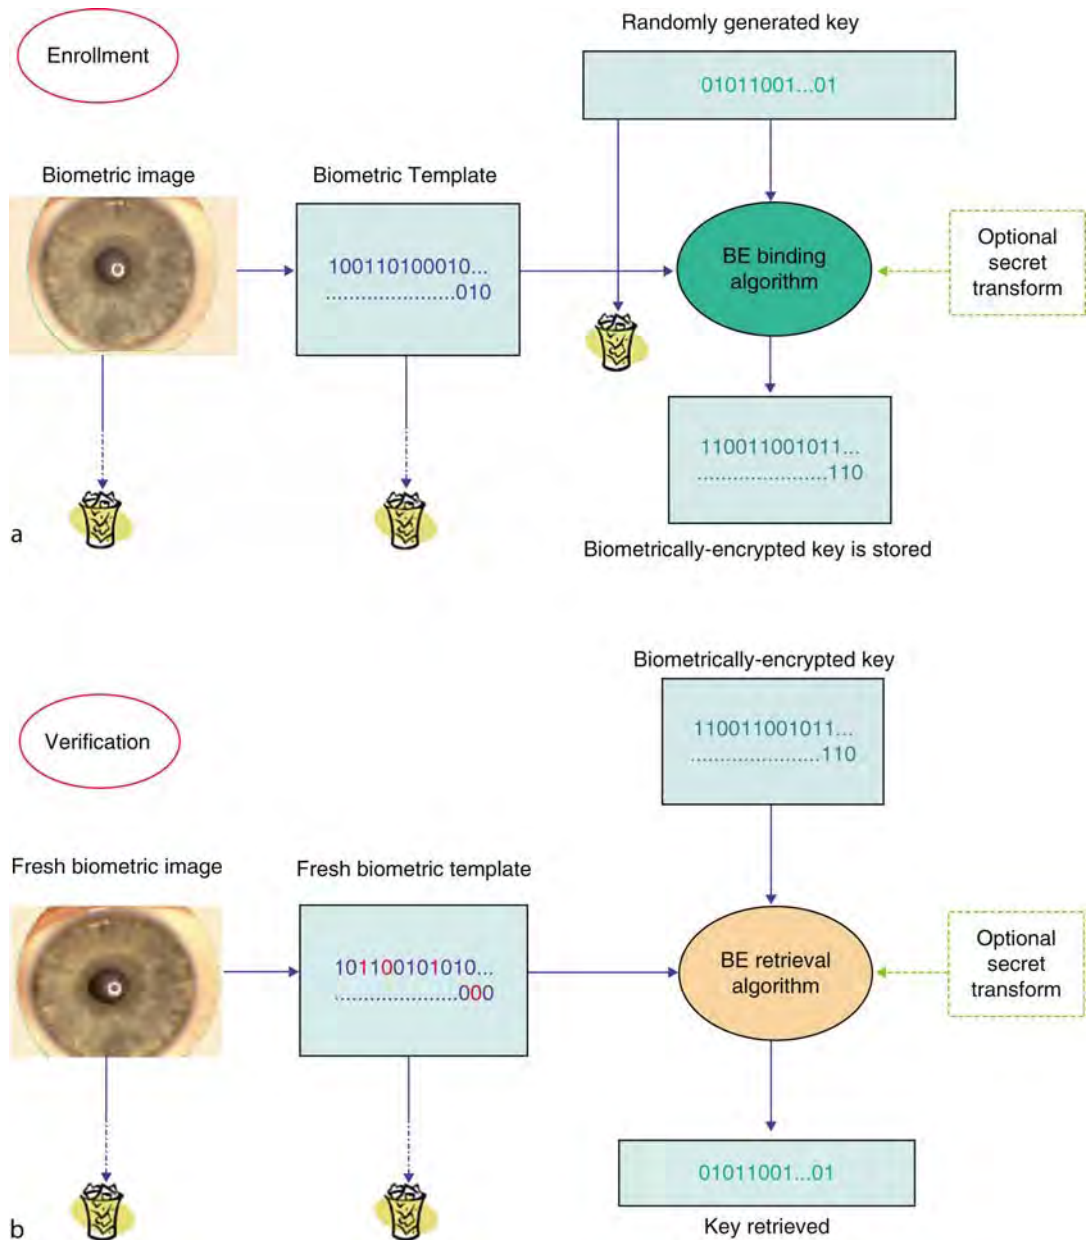 Enrollment
Randomly generated key
01011001...01
Biometric image
Biometric Template
100110100010...
......................010
BE binding
algorithm
Optional
secret
transform
110011001011...
......................110
a
Biometrically-encrypted key is stored
Biometrically-encrypted key
110011001011...
......................110
Verification
Fresh biometric image
Fresh biometric template
101100101010...
.....................000
BE retrieval
algorithm
Optional
secret
transform
01011001...01
b
Key retrieved